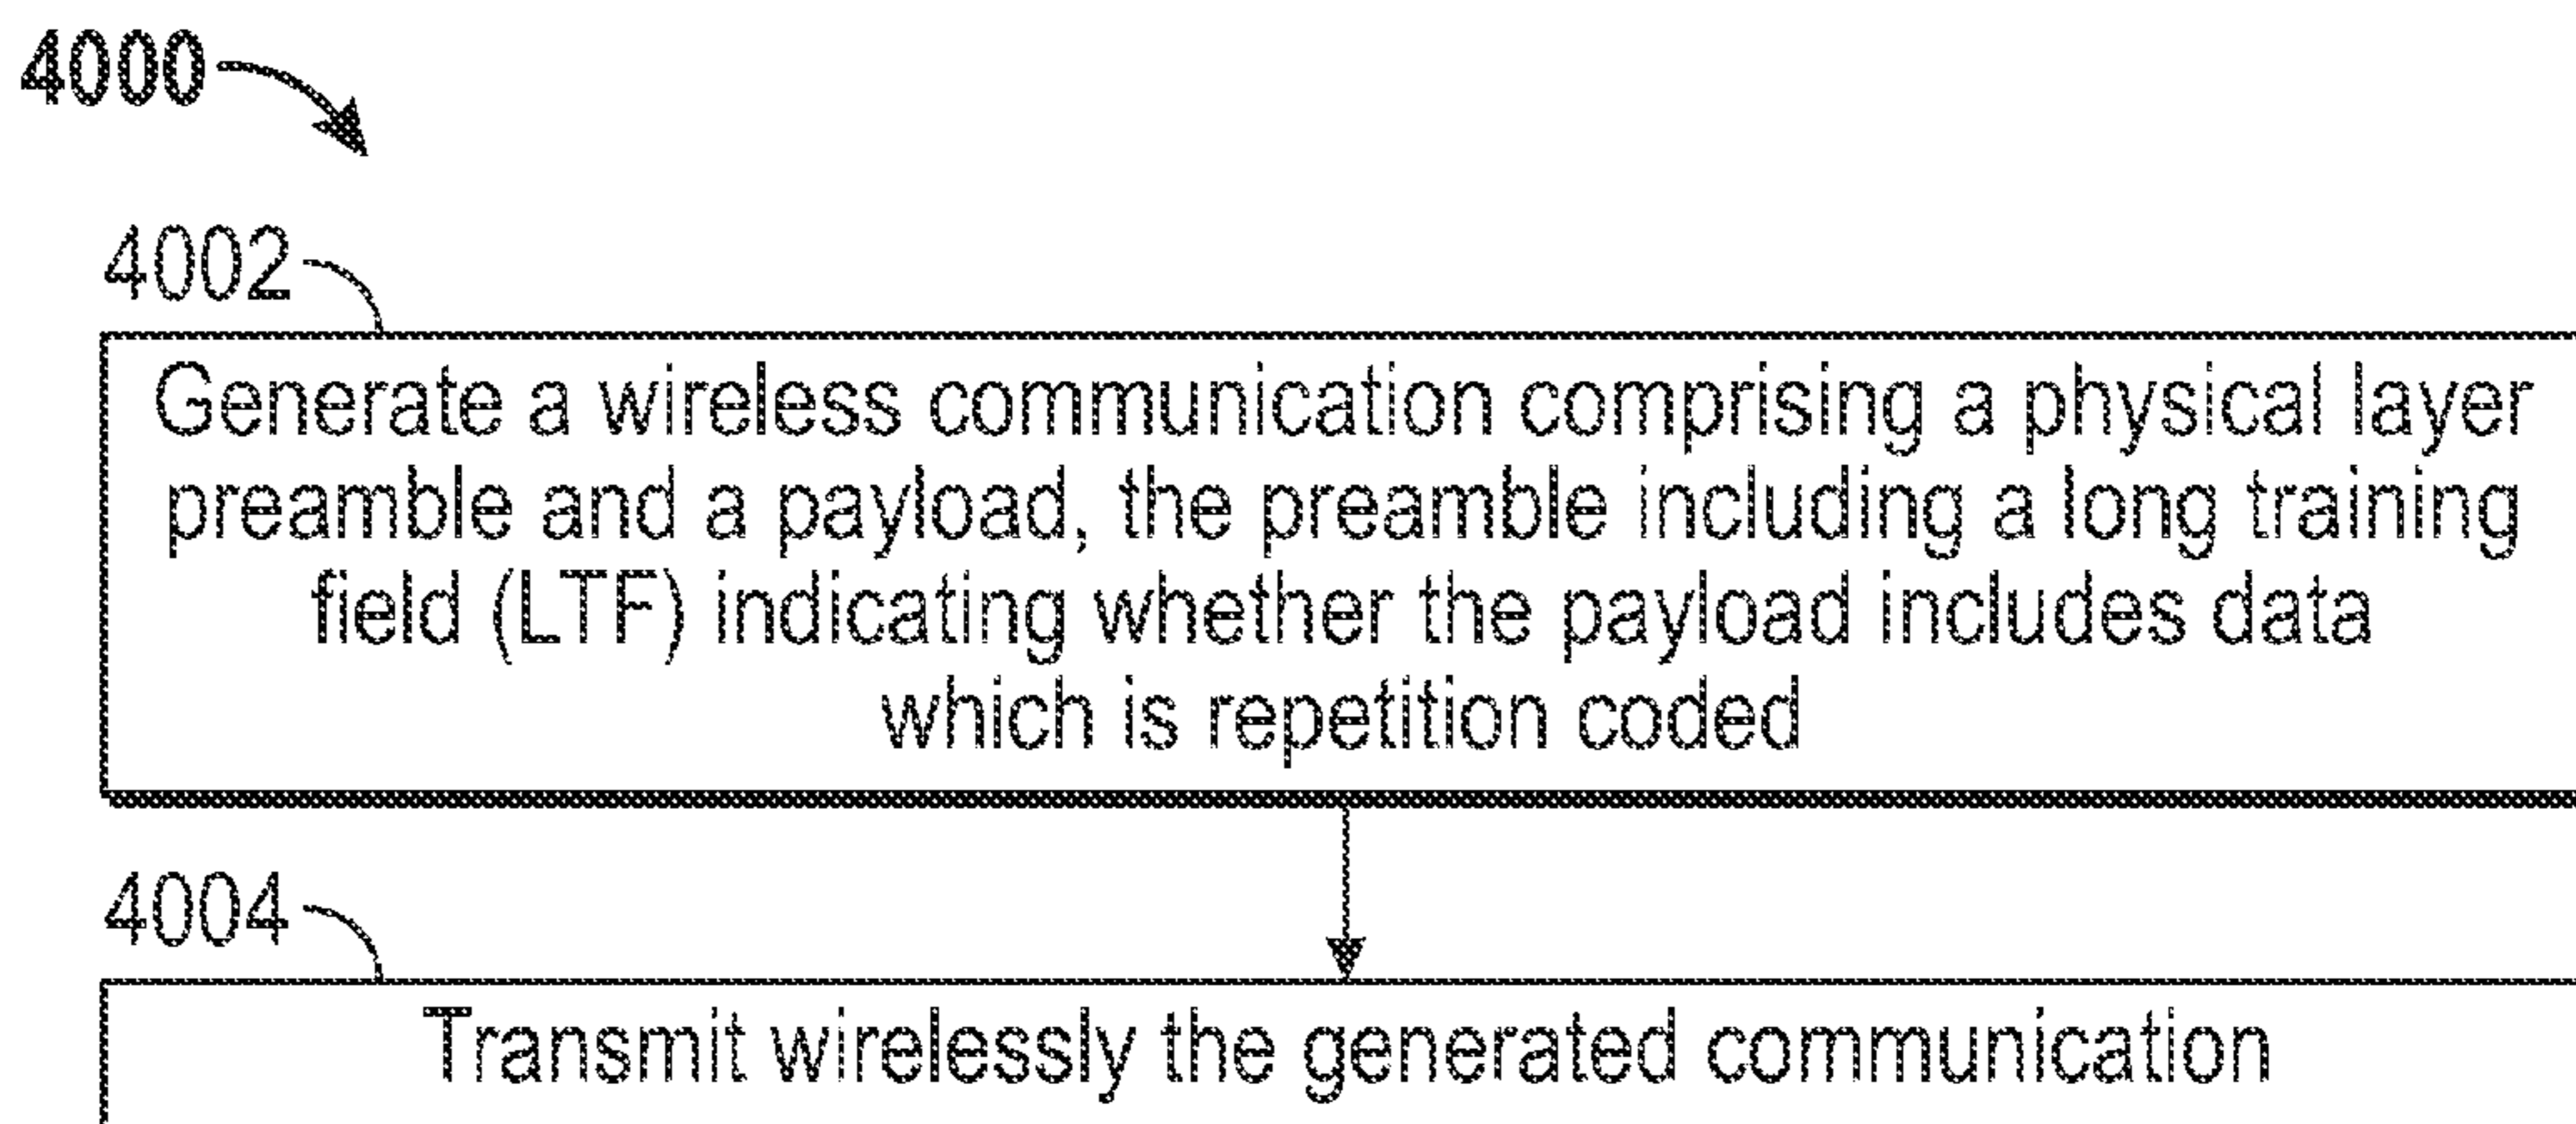 4000
4002
Generate a wireless communication comprising a physical layer
preamble and a payload, the preamble including a long training
field (LTF) indicating whether the payload includes data
which is repetition coded
4004
Transmit wirelessly the generated communication